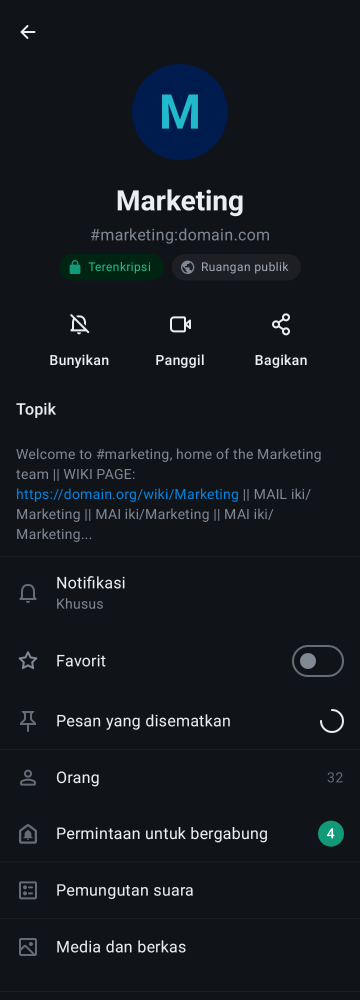 M
Marketing
#marketing:domain.com
Terenkripsi
Ruangan publik
Bunyikan
Panggil
Bagikan
Topik
Welcome to #marketing, home of the Marketing
team || WIKI PAGE:
https://domain.org/wiki/Marketing || MAIL iki/
Marketing || MAI iki/Marketing || MAI iki/
Marketing...
Notifikasi
Khusus
Favorit
Pesan yang disematkan
Orang 32
Permintaan untuk bergabung 4
Pemungutan suara
Media dan berkas